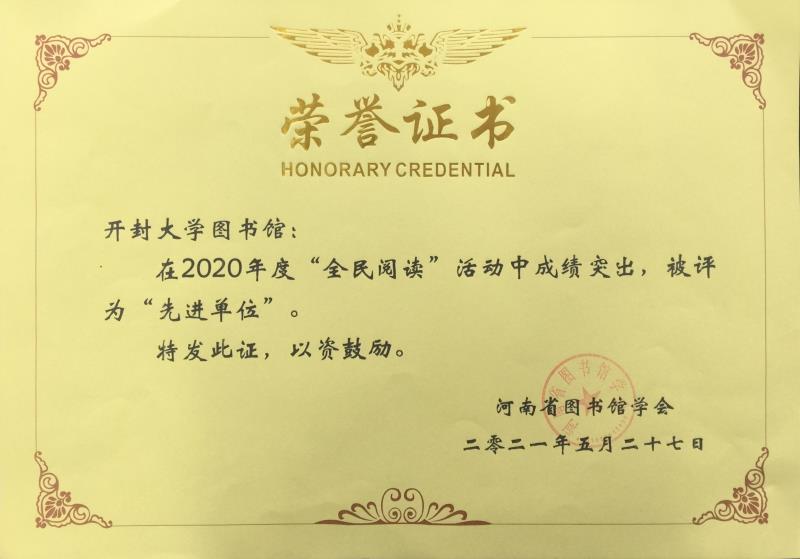 荣誉证书
HONORARY CREDENTIAL
开封大学图书馆：
在2020年度“全民阅读”活动中成绩突出，被评
为“先进单位”。
特发此证，以资鼓励。
河南省图书馆学会
二零二一年五月二十七日